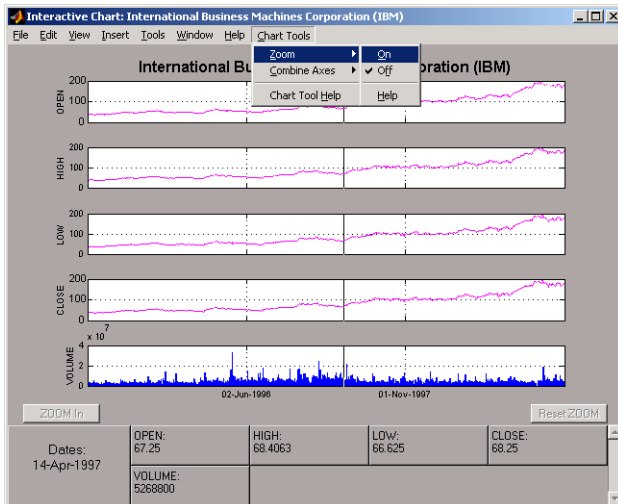 Interactive Chart: International Business Machines Corporation (IBM)
File Edit View Insert Tools Window Help Chart Tools
Zoom On
Combine Axes Off
Chart Tool Help Help
International Bu poration (IBM)
OPEN
200
100
0
HIGH
200
100
0
LOW
200
100
0
CLOSE
200
100
0
x 10 7
VOLUME
4
2
0
02-Jun-1996 01-Nov-1997
ZOOM In Reset ZOOM
Dates:
14-Apr-1997
OPEN:
67.25
HIGH:
68.4063
LOW:
66.625
CLOSE:
68.25
VOLUME:
5268800